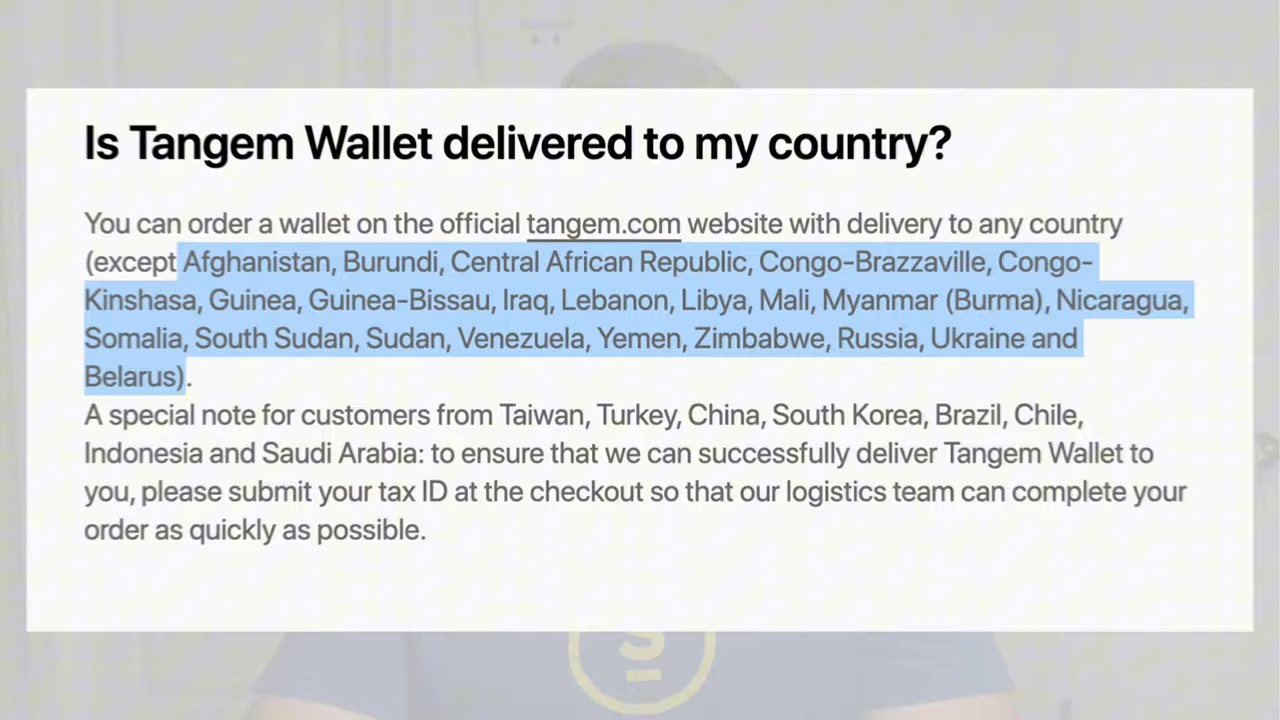 Is Tangem Wallet delivered to my country?
You can order a wallet on the official tangem.com website with delivery to any country
(except Afghanistan, Burundi, Central African Republic, Congo-Brazzaville, Congo-
Kinshasa, Guinea, Guinea-Bissau, Iraq, Lebanon, Libya, Mali, Myanmar (Burma), Nicaragua,
Somalia, South Sudan, Sudan, Venezuela, Yemen, Zimbabwe, Russia, Ukraine and
Belarus).
A special note for customers from Taiwan, Turkey, China, South Korea, Brazil, Chile,
Indonesia and Saudi Arabia: to ensure that we can successfully deliver Tangem Wallet to
you, please submit your tax ID at the checkout so that our logistics team can complete your
order as quickly as possible.